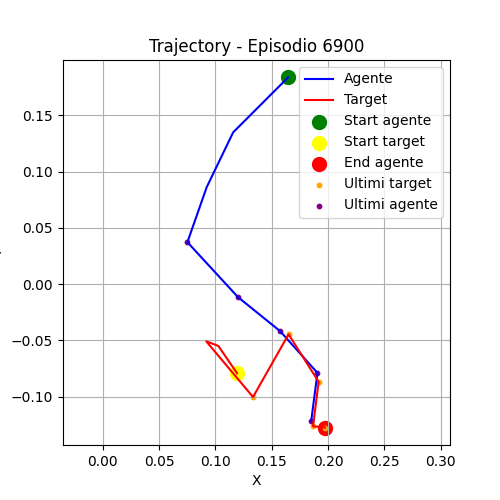 Trajectory - Episodio 6900
Agente
Target
Start agente
Start target
End agente
Ultimi target
Ultimi agente
0.15
0.10
0.05
0.00
−0.05
−0.10
0.00
0.05
0.10
0.15
0.20
0.25
0.30
X